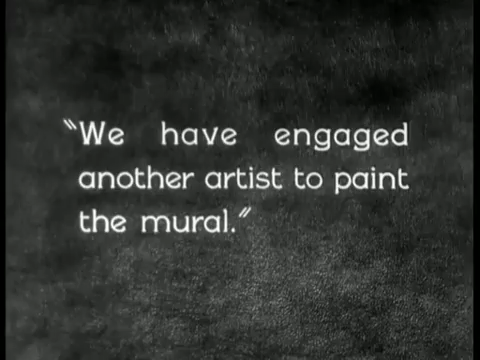 "We have engaged
another artist to paint
the mural."